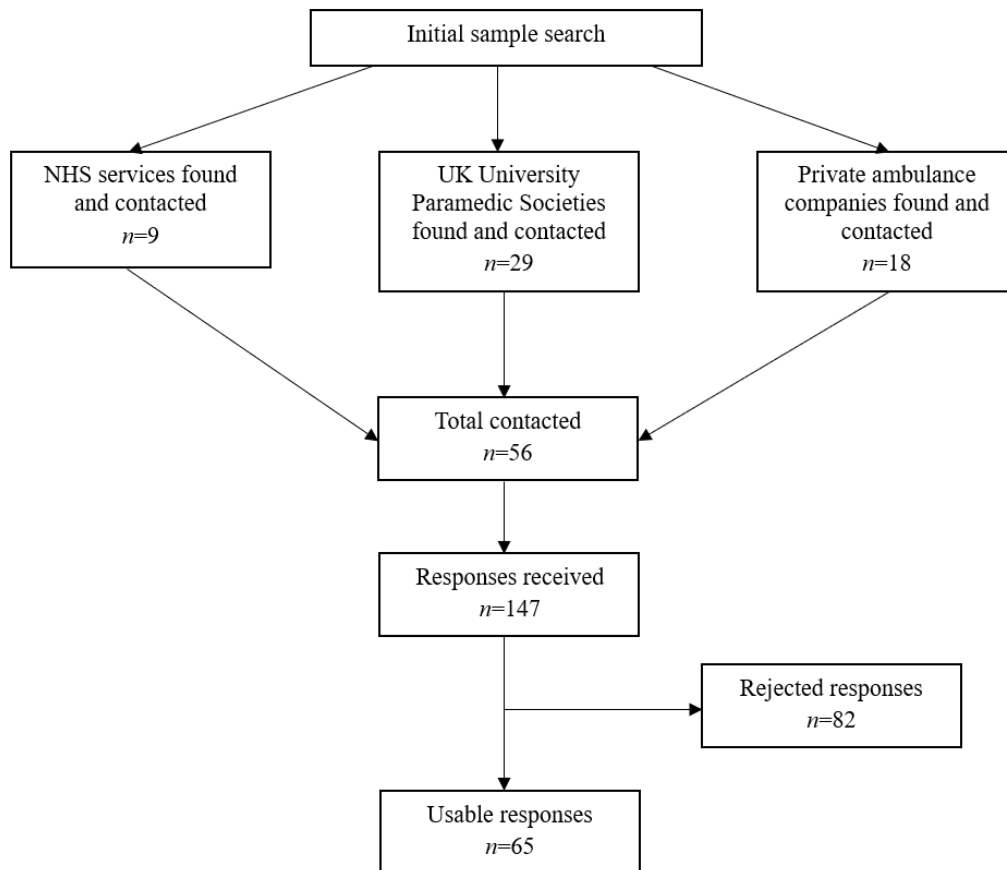 Initial sample search
NHS services found
and contacted
n=9
UK University
Paramedic Societies
found and contacted
n=29
Private ambulance
companies found and
contacted
n=18
Total contacted
n=56
Responses received
n=147
Rejected responses
n=82
Usable responses
n=65